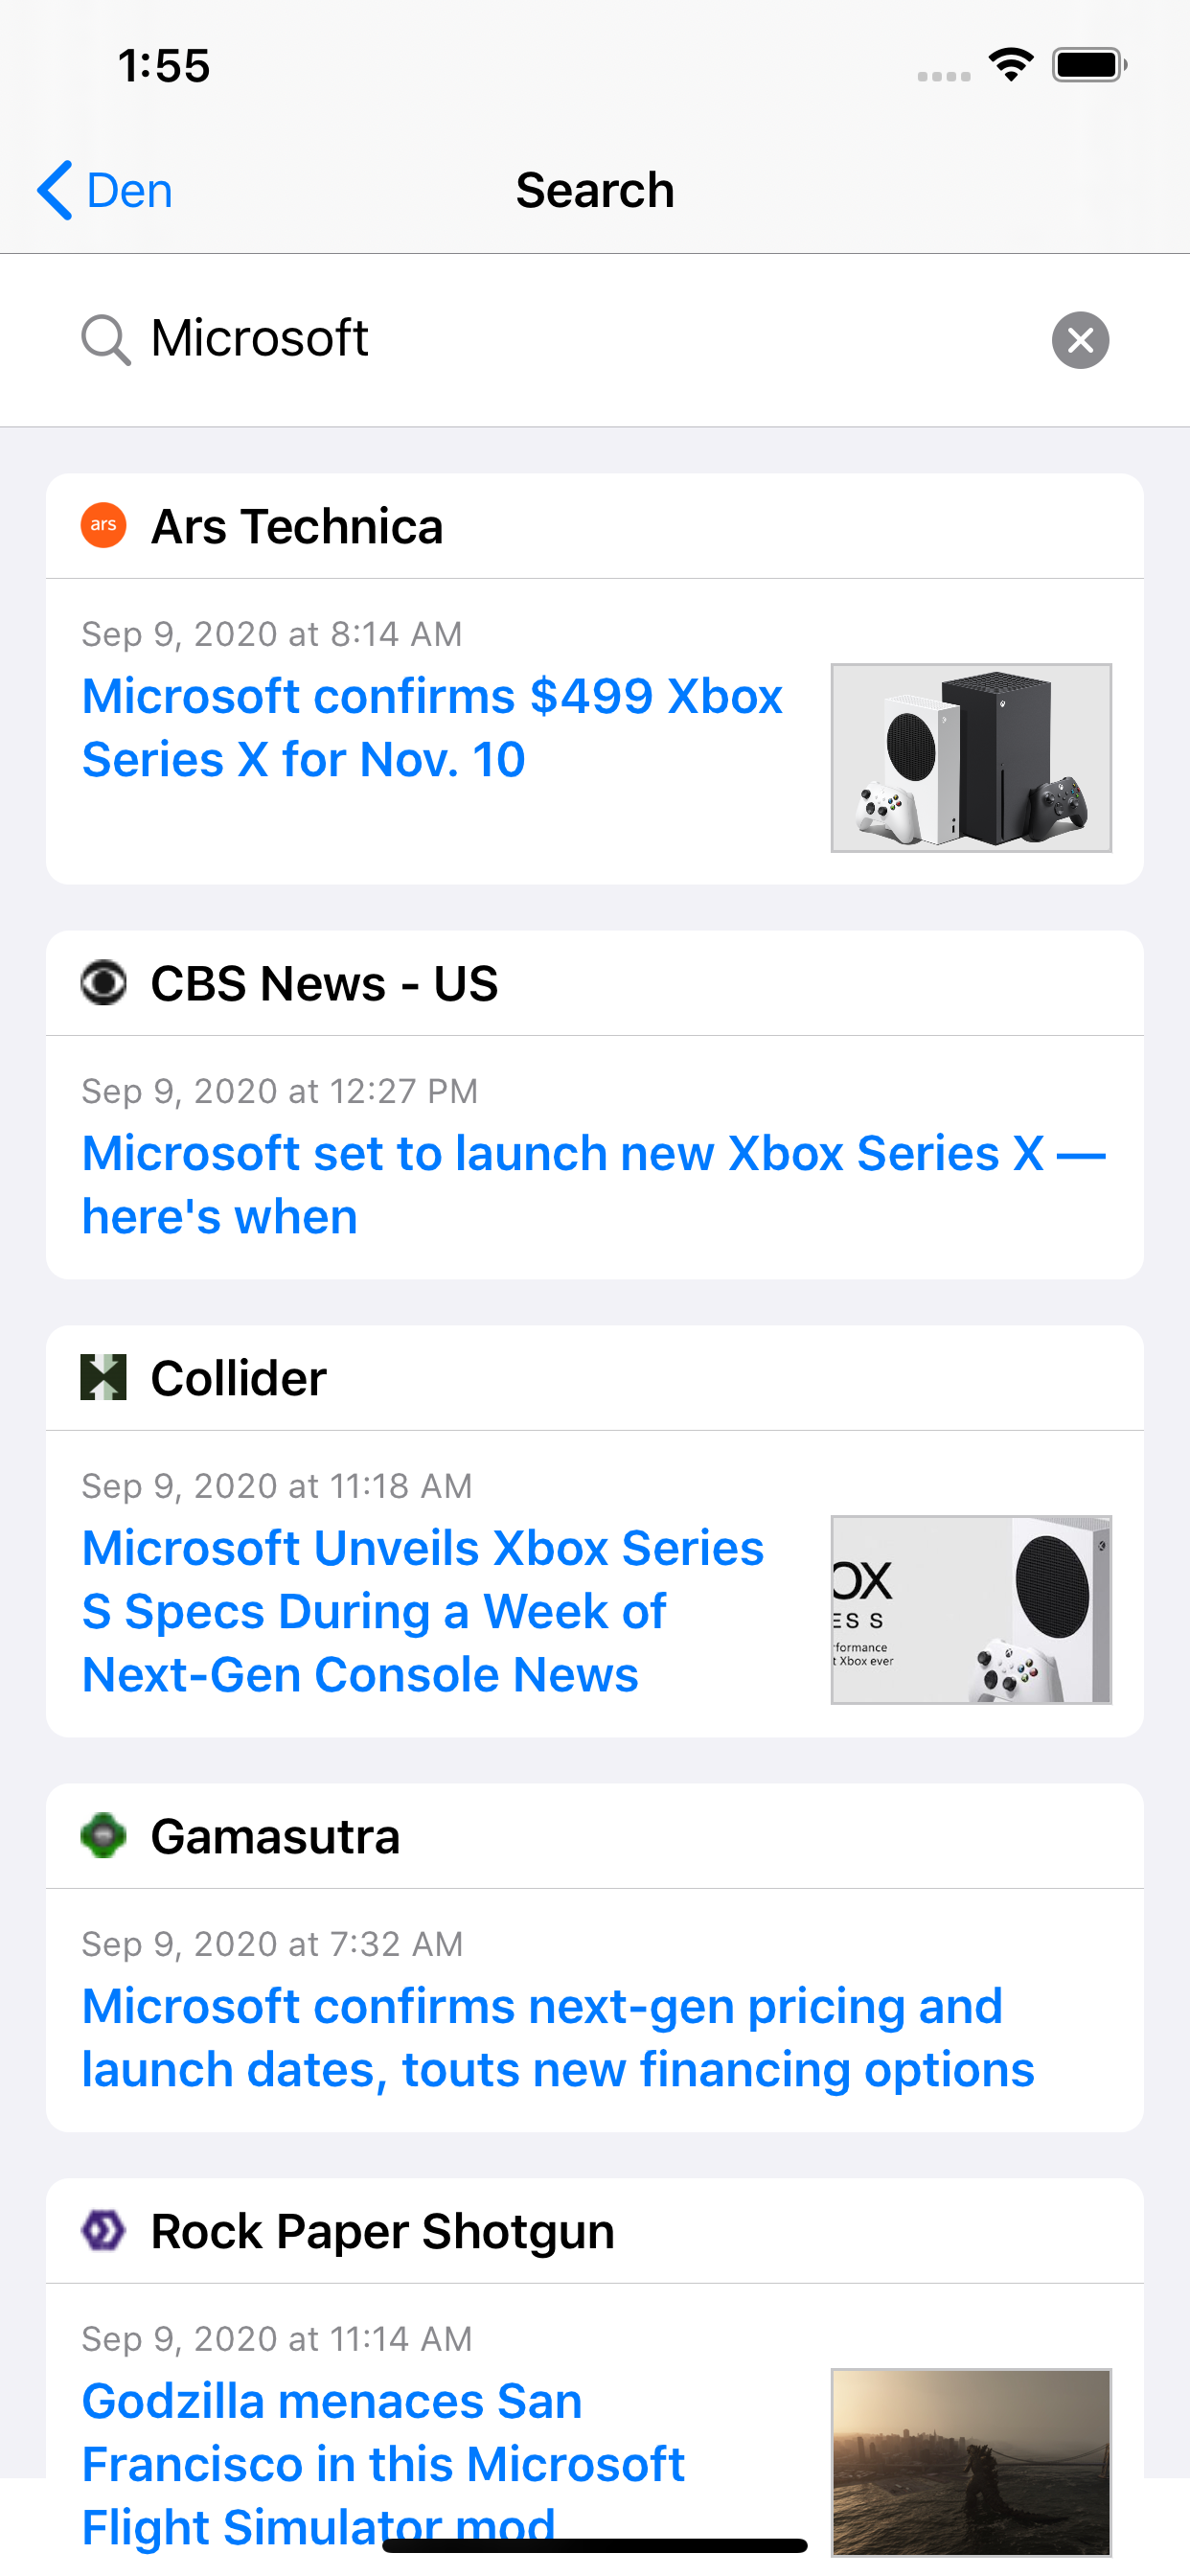 1:55
Den
Search
Microsoft
ars
Ars Technica
Sep 9, 2020 at 8:14 AM
Microsoft confirms $499 Xbox
Series X for Nov. 10
CBS News - US
Sep 9, 2020 at 12:27 PM
Microsoft set to launch new Xbox Series X —
here's when
Collider
Sep 9, 2020 at 11:18 AM
Microsoft Unveils Xbox Series
S Specs During a Week of
Next-Gen Console News
OX
ES S
formance
t Xbox ever
Gamasutra
Sep 9, 2020 at 7:32 AM
Microsoft confirms next-gen pricing and
launch dates, touts new financing options
Rock Paper Shotgun
Sep 9, 2020 at 11:14 AM
Godzilla menaces San
Francisco in this Microsoft
Flight Simulator mod